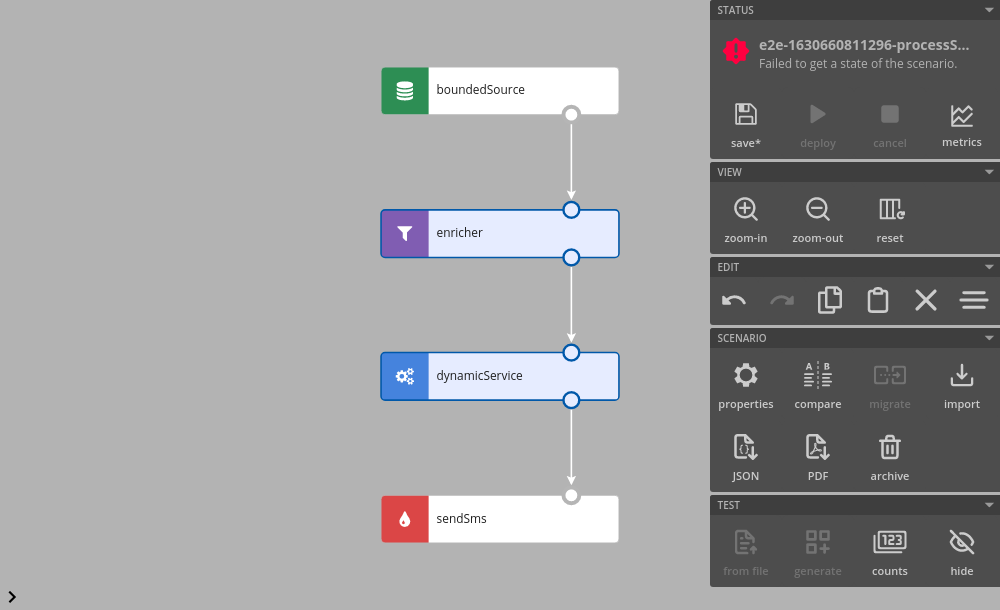 boundedSource
enricher
dynamicService
sendSms
STATUS
e2e-1630660811296-processS...
Failed to get a state of the scenario.
save* deploy cancel metrics
VIEW
zoom-in zoom-out reset
EDIT
SCENARIO
A B
properties compare migrate import
JSON PDF archive
TEST
123
from file generate counts hide